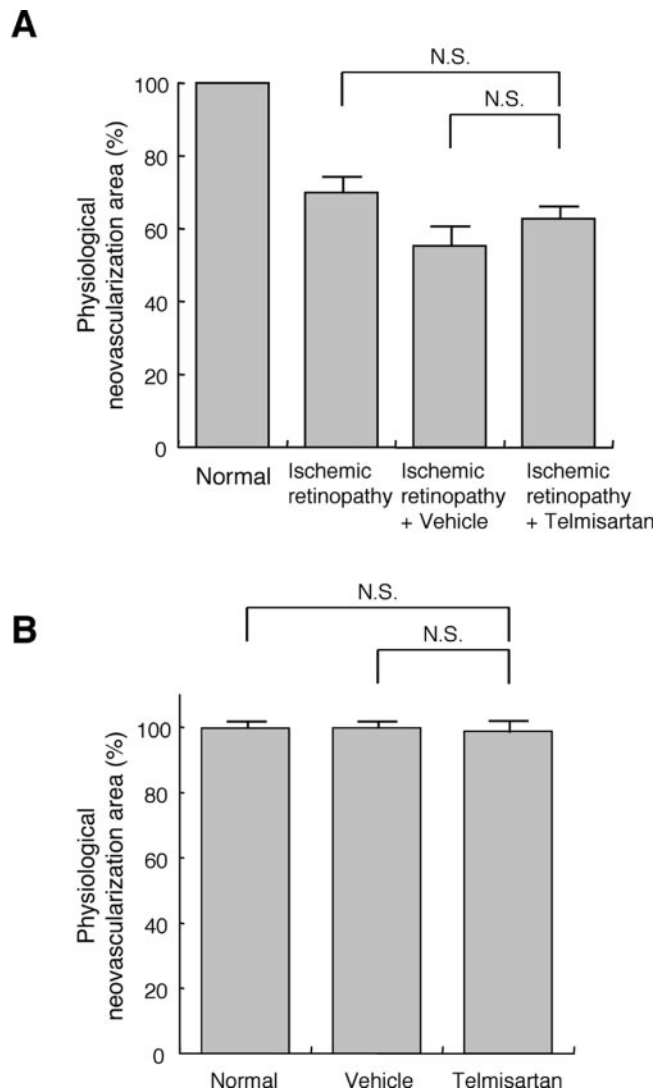 A
N.S.
N.S.
Physiological
neovascularization area (%)
100
80
60
40
20
0
Normal
Ischemic
retinopathy
Ischemic
retinopathy
+ Vehicle
Ischemic
retinopathy
+ Telmisartan
B
N.S.
N.S.
Physiological
neovascularization area (%)
100
80
60
40
20
0
Normal
Vehicle
Telmisartan